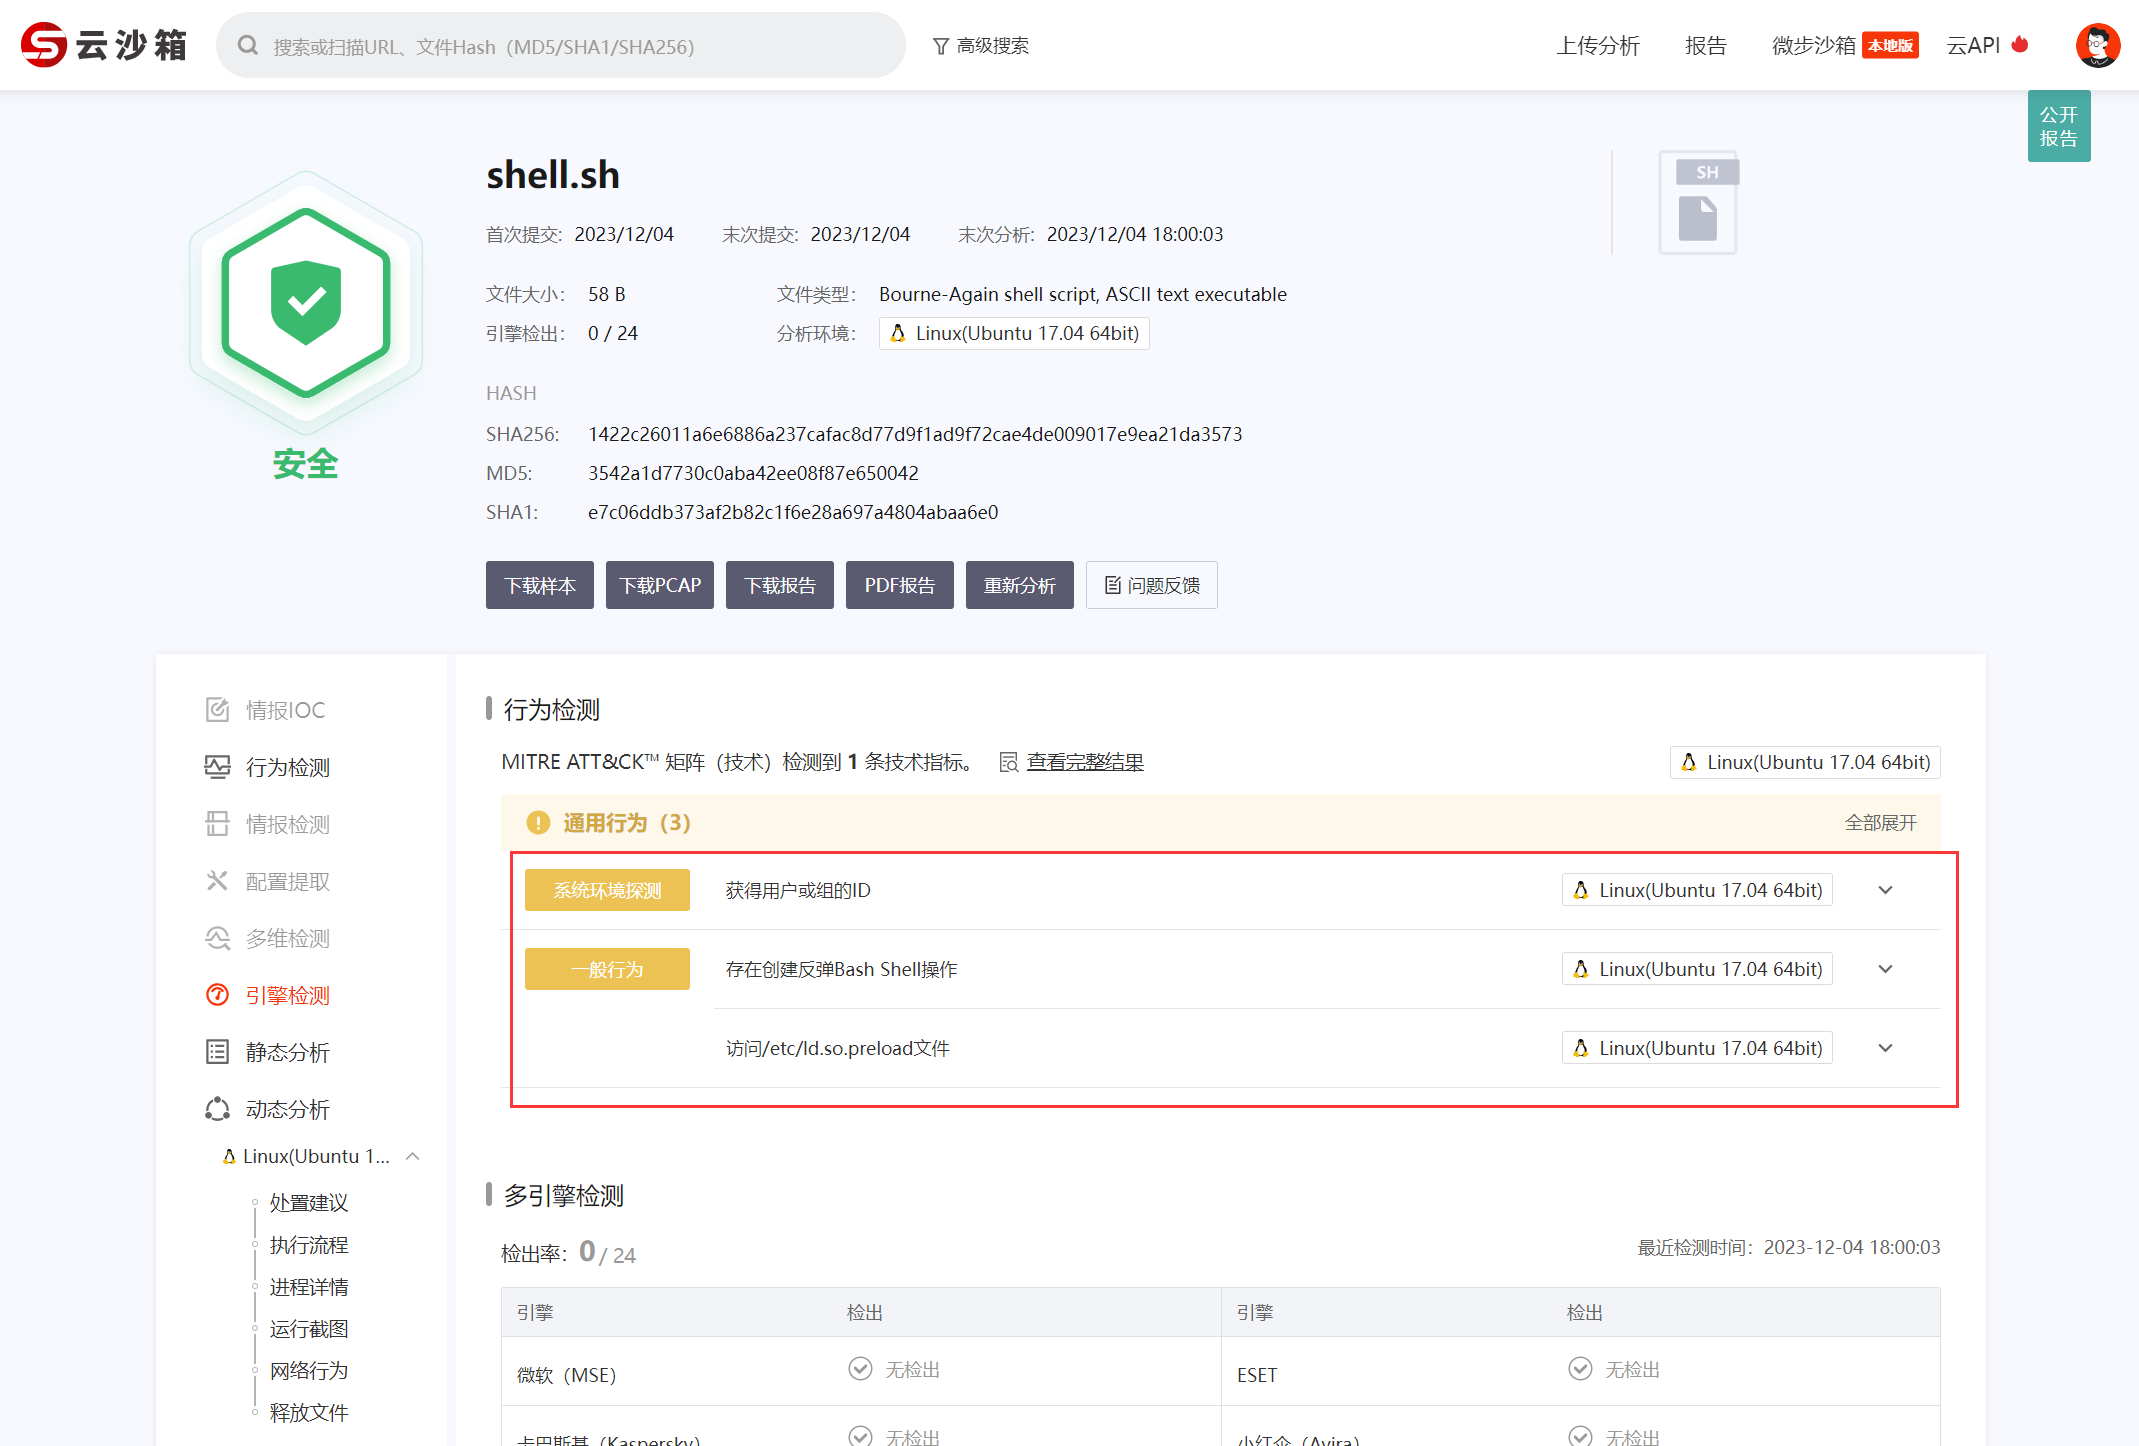 云沙箱
搜索或扫描URL、文件Hash（MD5/SHA1/SHA256）
高级搜索
上传分析
报告
微步沙箱 本地版
云API
公开
报告
安全
shell.sh
首次提交: 2023/12/04 末次提交: 2023/12/04 末次分析: 2023/12/04 18:00:03
文件大小: 58 B 文件类型: Bourne-Again shell script, ASCII text executable
引擎检出: 0 / 24 分析环境: Linux(Ubuntu 17.04 64bit)
SH
HASH
SHA256: 1422c26011a6e6886a237cafac8d77d9f1ad9f72cae4de009017e9ea21da3573
MD5: 3542a1d7730c0aba42ee08f87e650042
SHA1: e7c06ddb373af2b82c1f6e28a697a4804abaa6e0
下载样本 下载PCAP 下载报告 PDF报告 重新分析 问题反馈
情报IOC
行为检测
情报检测
配置提取
多维检测
引擎检测
静态分析
动态分析
Linux(Ubuntu 1...
处置建议
执行流程
进程详情
运行截图
网络行为
释放文件
行为检测
MITRE ATT&CK™ 矩阵（技术）检测到 1 条技术指标。 查看完整结果 Linux(Ubuntu 17.04 64bit)
通用行为（3） 全部展开
系统环境探测 获得用户或组的ID Linux(Ubuntu 17.04 64bit)
一般行为 存在创建反弹Bash Shell操作 Linux(Ubuntu 17.04 64bit)
访问/etc/ld.so.preload文件 Linux(Ubuntu 17.04 64bit)
多引擎检测
检出率: 0 / 24 最近检测时间: 2023-12-04 18:00:03
引擎 检出 引擎 检出
微软（MSE） 无检出 ESET 无检出
卡巴斯基（Kaspersky） 无检出 小红伞（Avira） 无检出